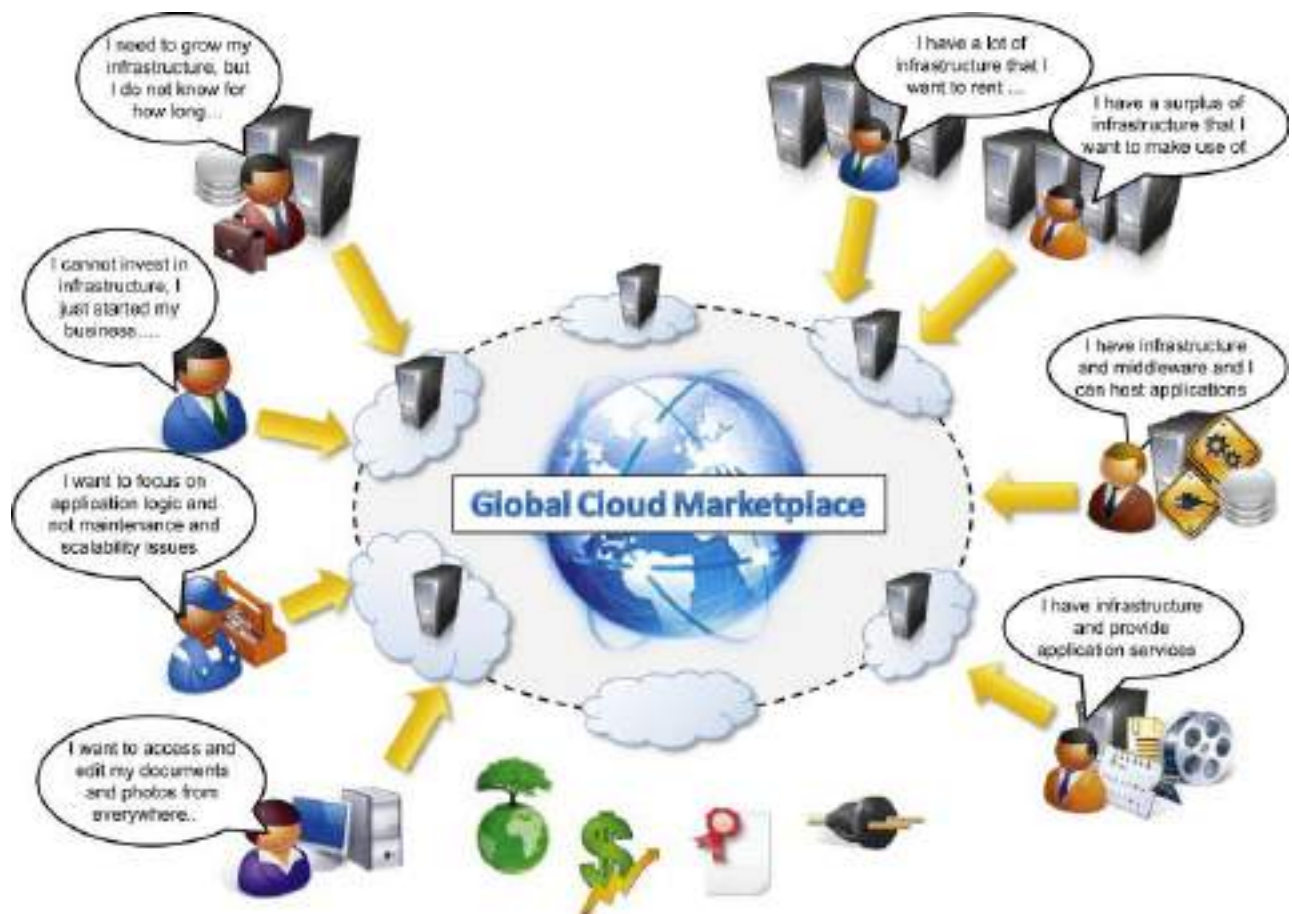 I need to grow my
infrastructure, but
I do not know for
how long...
I have a lot of
infrastructure that I
want to rent ....
I have a surplus of
infrastructure that I
want to make use of
I cannot invest in
infrastructure, I
just started my
business.....
I have infrastructure
and middleware and I
can host applications
I want to focus on
application logic and
not maintenance and
scalability issues
Global Cloud Marketplace
I have infrastructure
and provide
application services
I want to access and
edit my documents
and photos from
everywhere..